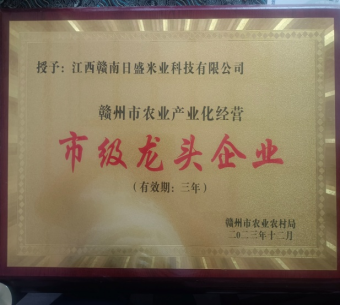 授予：江西赣南日盛米业科技有限公司
赣州市农业产业化经营
市级龙头企业
（有效期：三年）
赣州市农业农村局
二〇二三年十二月